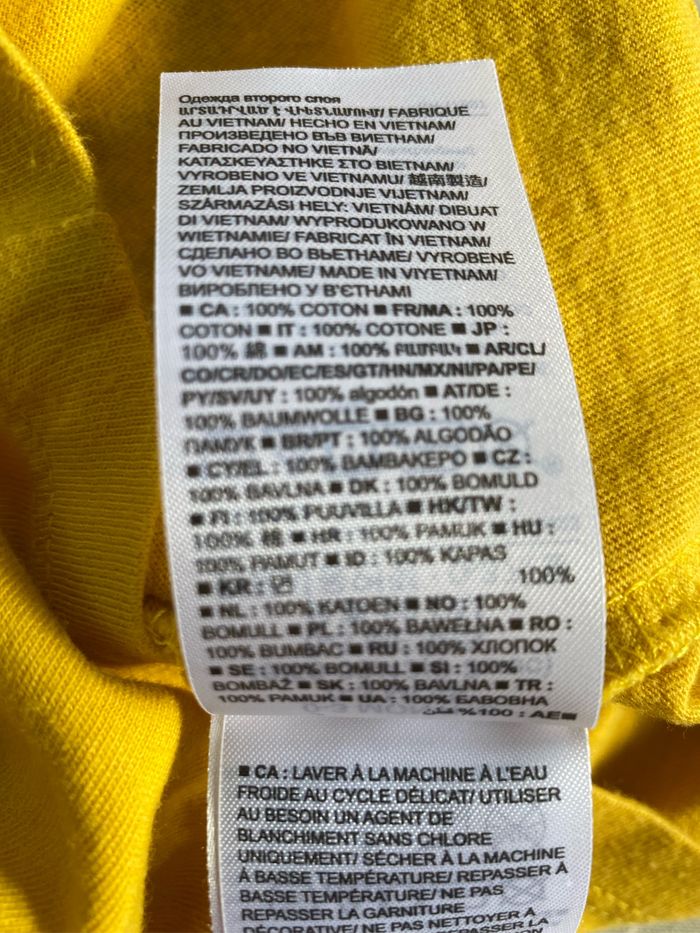 Одежда второго слоя
ԱՐՏԱԴՐՎԱԾ Է ՎԻԵՏՆԱՄՈՒՄ/ FABRIQUE
AU VIETNAM/ HECHO EN VIETNAM/
ПРОИЗВЕДЕНО ВЪВ ВИЕТНАМ/
FABRICADO NO VIETNÃ/
ΚΑΤΑΣΚΕΥΑΣΤΗΚΕ ΣΤΟ ΒΙΕΤΝΑΜ/
VYROBENO VE VIETNAMU/ 越南製造/
ZEMLJA PROIZVODNJE VIJETNAM/
SZÁRMAZÁSI HELY: VIETNÁM/ DIBUAT
DI VIETNAM/ WYPRODUKOWANO W
WIETNAMIE/ FABRICAT ÎN VIETNAM/
СДЕЛАНО ВО ВЬЕТНАМЕ/ VYROBENÉ
VO VIETNAME/ MADE IN VIYETNAM/
ВИРОБЛЕНО У В'ЄТНАМІ
■ CA : 100% COTON ■ FR/MA : 100%
COTON ■ IT : 100% COTONE ■ JP :
100% 綿 ■ AM : 100% ԲԱՄԲԱԿ ■ AR/CL/
CO/CR/DO/EC/ES/GT/HN/MX/NI/PA/PE/
PY/SV/UY : 100% algodón ■ AT/DE :
100% BAUMWOLLE ■ BG : 100%
ПАМУК ■ BR/PT : 100% ALGODÃO
■ CY/EL : 100% ΒΑΜΒΑΚΕΡΟ ■ CZ :
100% BAVLNA ■ DK : 100% BOMULD
■ FI : 100% PUUVILLA ■ HK/TW :
100% 棉 ■ HR : 100% PAMUK ■ HU :
100% PAMUT ■ ID : 100% KAPAS
■ KR : 면 100%
■ NL : 100% KATOEN ■ NO : 100%
BOMULL ■ PL : 100% BAWEŁNA ■ RO :
100% BUMBAC ■ RU : 100% ХЛОПОК
■ SE : 100% BOMULL ■ SI : 100%
BOMBAŽ ■ SK : 100% BAVLNA ■ TR :
100% PAMUK ■ UA : 100% БАВОВНА
■AE : 100% قطن
■ CA : LAVER À LA MACHINE À L'EAU
FROIDE AU CYCLE DÉLICAT/ UTILISER
AU BESOIN UN AGENT DE
BLANCHIMENT SANS CHLORE
UNIQUEMENT/ SÉCHER À LA MACHINE
À BASSE TEMPÉRATURE/ REPASSER À
BASSE TEMPÉRATURE/ NE PAS
REPASSER LA GARNITURE
DÉCORATIVE/ NE PAS NETTOYER À
REPASSER LA